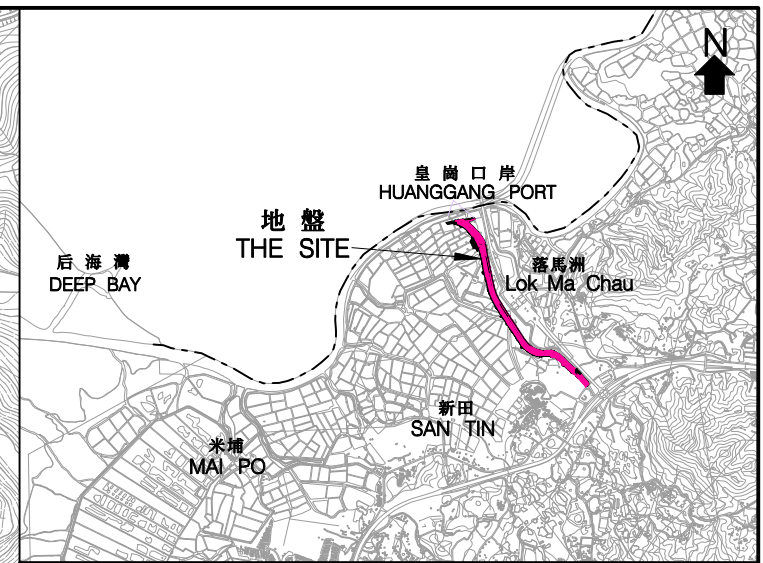 N
皇崗口岸
HUANGGANG PORT
地盤
THE SITE
后海灣
DEEP BAY
落馬洲
Lok Ma Chau
新田
SAN TIN
米埔
MAI PO